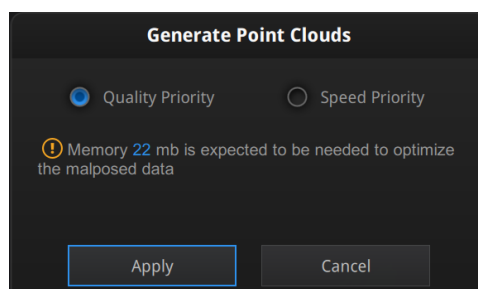 Generate Point Clouds
Quality Priority Speed Priority
Memory 22 mb is expected to be needed to optimize
the malposed data
Apply Cancel